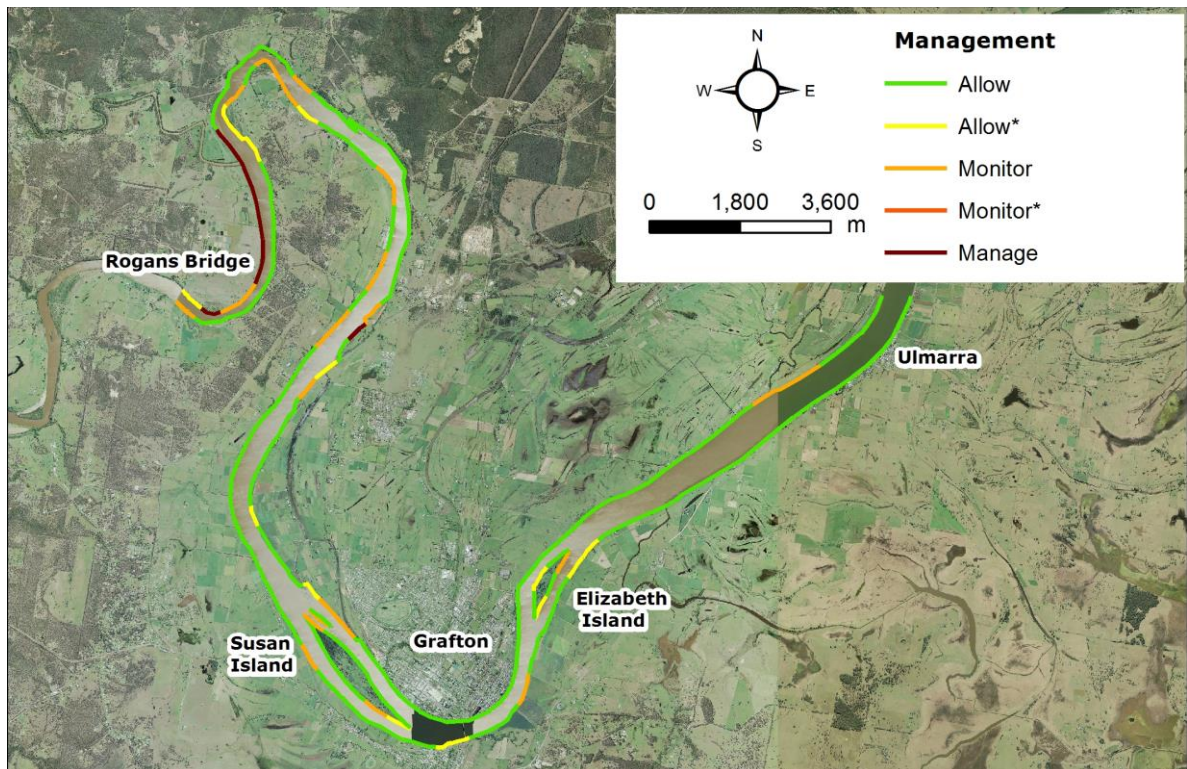 Management
N
W E
S
Allow
Allow*
Monitor
Monitor*
Manage
0 1,800 3,600
m
Rogans Bridge
Ulmarra
Elizabeth
Island
Grafton
Susan
Island